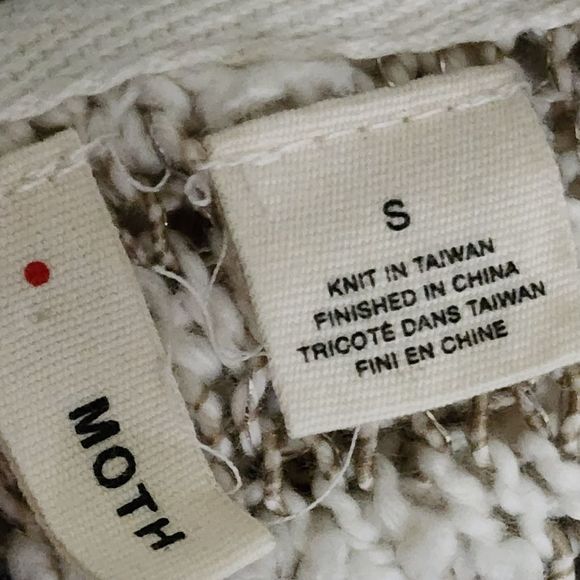 MOTH
S
KNIT IN TAIWAN
FINISHED IN CHINA
TRICOTÉ DANS TAIWAN
FINI EN CHINE